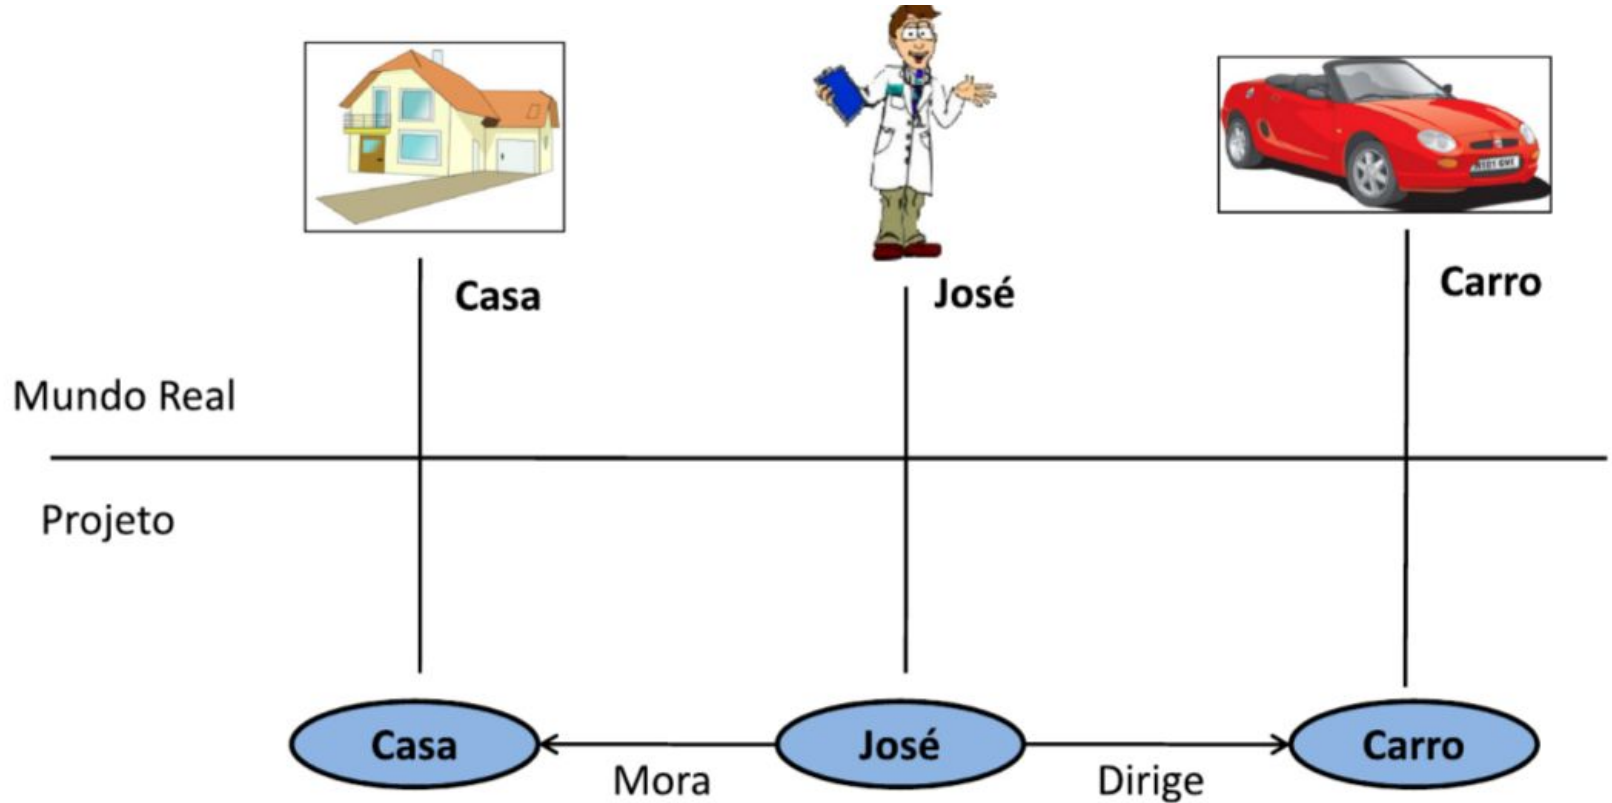 Casa
José
Carro
Mundo Real
Projeto
Casa
José
Carro
Mora
Dirige